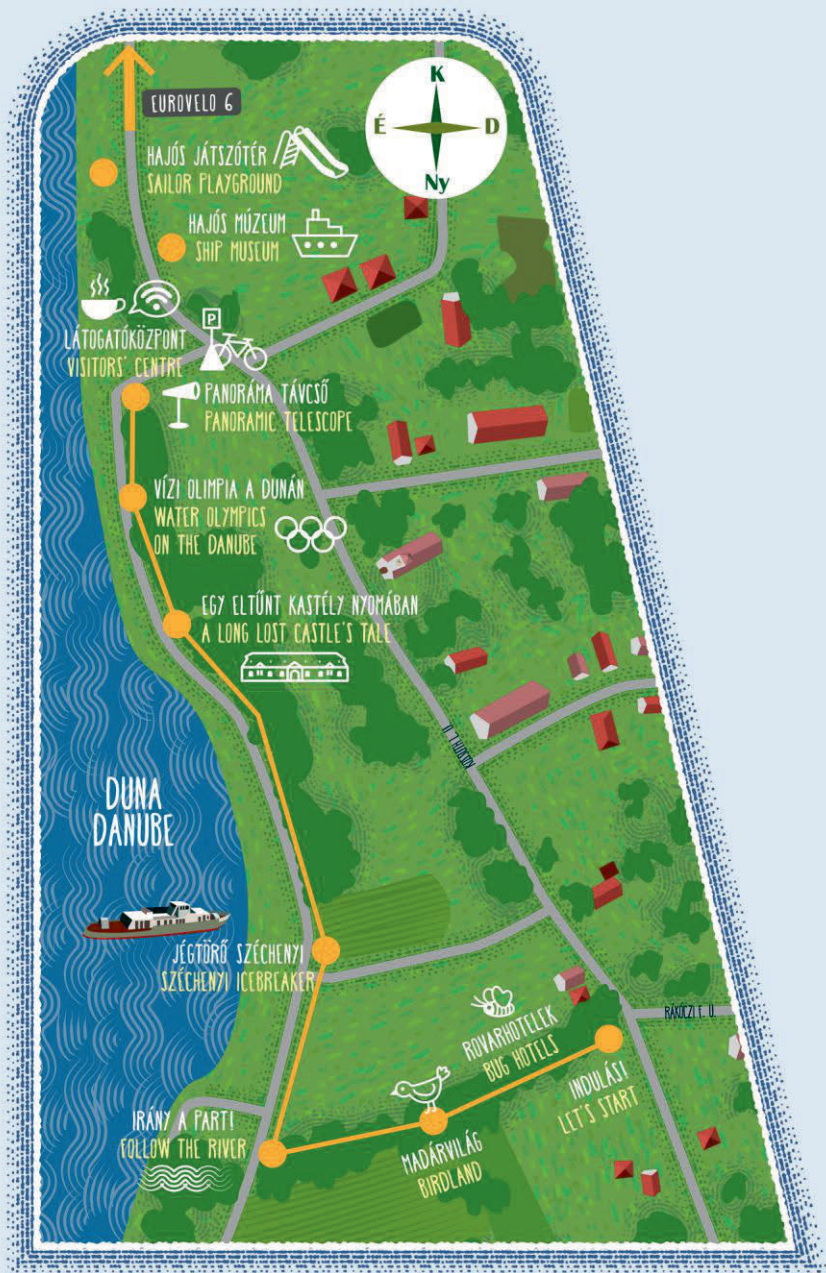 EUROVELO 6
K
É
D
Ny
HAJÓS JÁTSZÓTÉR
SAILOR PLAYGROUND
HAJÓS MÚZEUM
SHIP MUSEUM
P
LÁTOGATÓKÖZPONT
VISITORS' CENTRE
PANORÁMA TÁVCSŐ
PANORAMIC TELESCOPE
VÍZI OLIMPIA A DUNÁN
WATER OLYMPICS
ON THE DANUBE
EGY ELTŰNT KASTÉLY NYOMÁBAN
A LONG LOST CASTLE'S TALE
KOSSUTH L. U.
DUNA
DANUBE
JÉGTÖRŐ SZÉCHENYI
SZÉCHENYI ICEBREAKER
ROVARHOTELEK
BUG HOTELS
RÁKÓCZI F. U.
INDULÁS!
LET'S START
IRÁNY A PART!
FOLLOW THE RIVER
MADÁRVILÁG
BIRDLAND